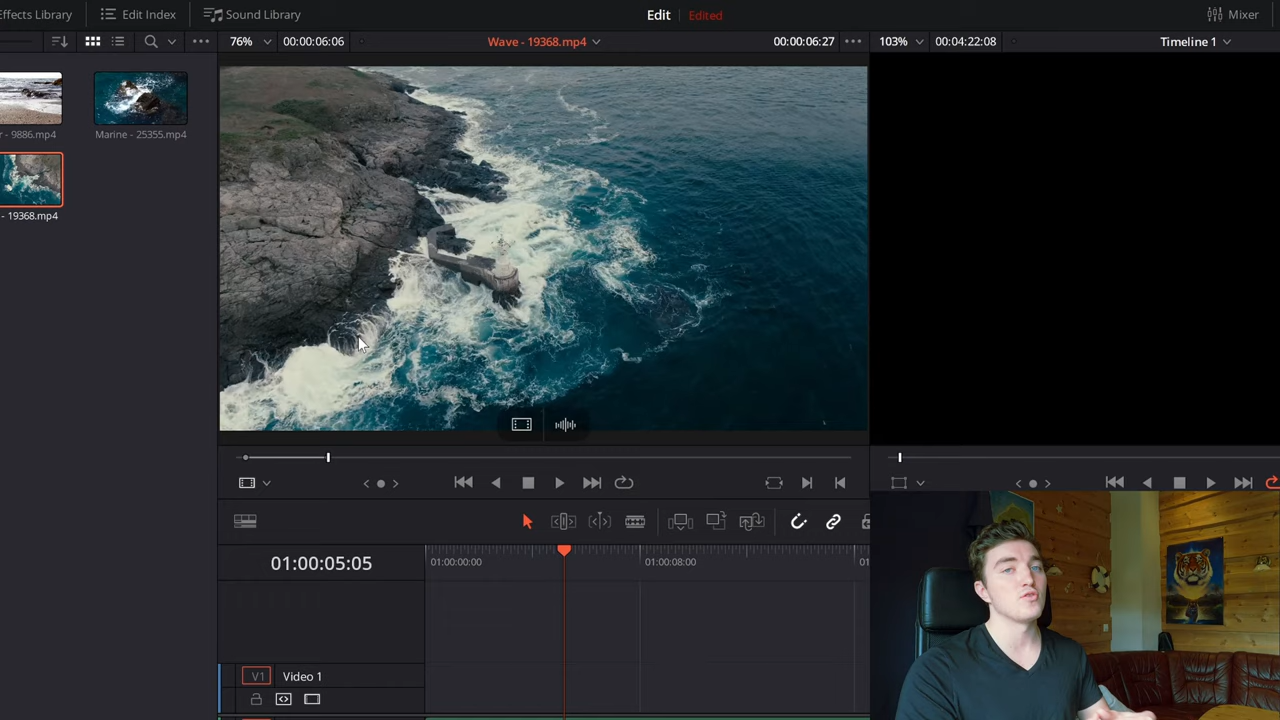 Effects Library Edit Index Sound Library Edit Edited Mixer
76% 00:00:06:06 Wave - 19368.mp4 00:00:06:27 103% 00:04:22:08 Timeline 1
r - 9886.mp4 Marine - 25355.mp4
- 19368.mp4
01:00:05:05 01:00:00:00 01:00:08:00 01
V1 Video 1